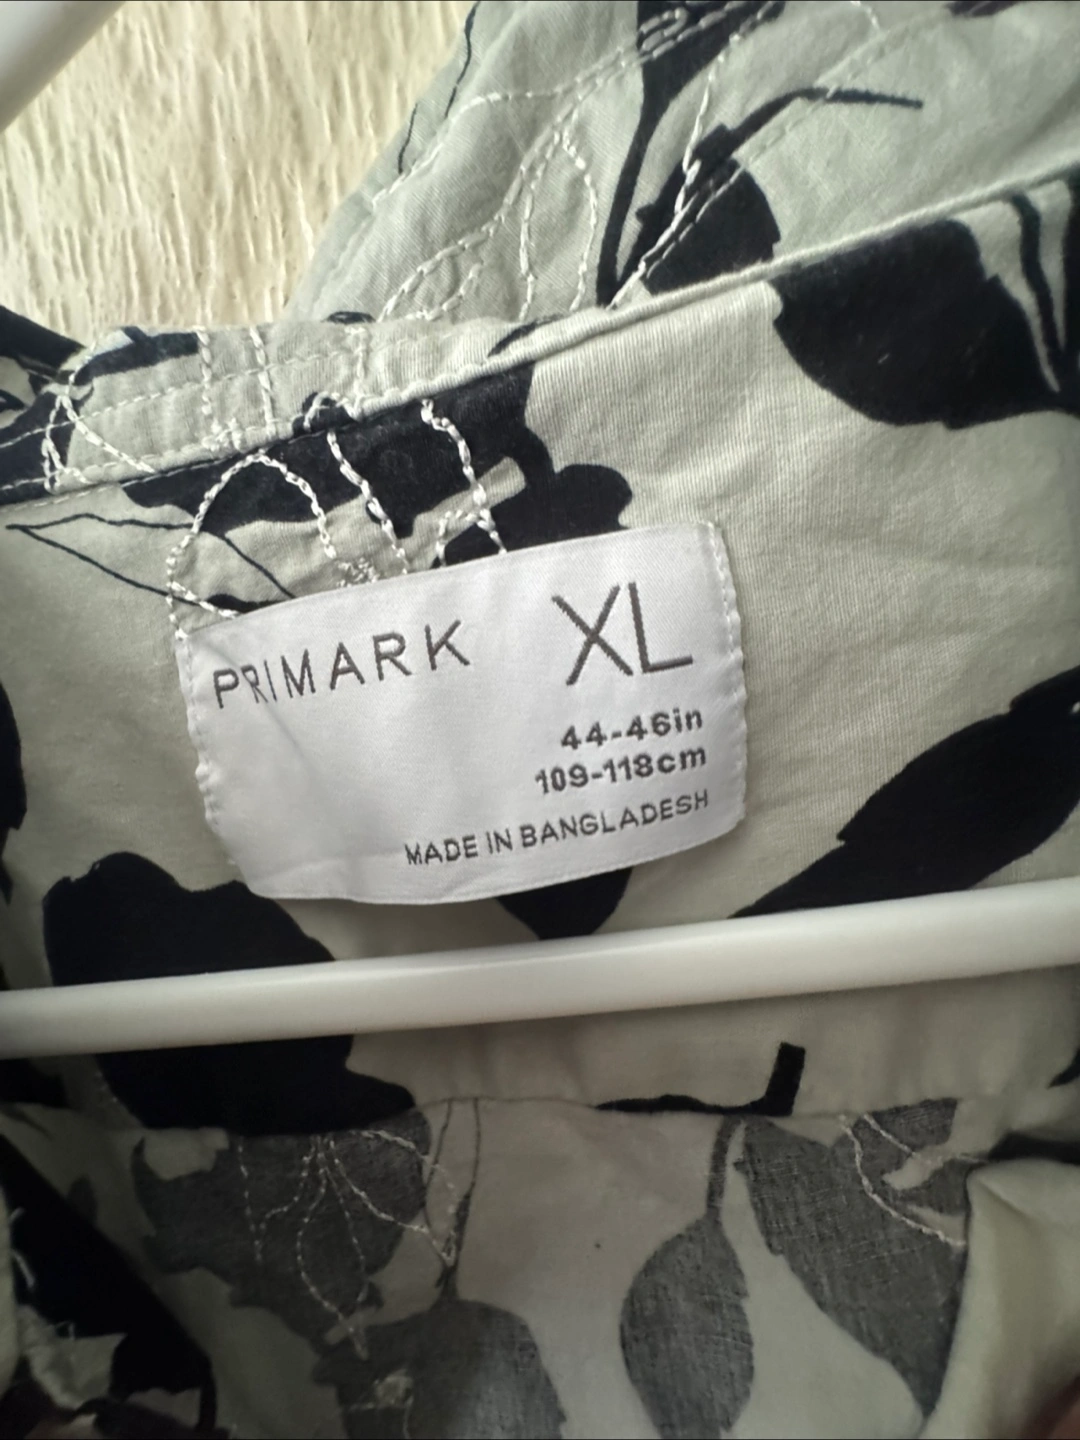 PRIMARK XL
44-46in
109-118cm
MADE IN BANGLADESH